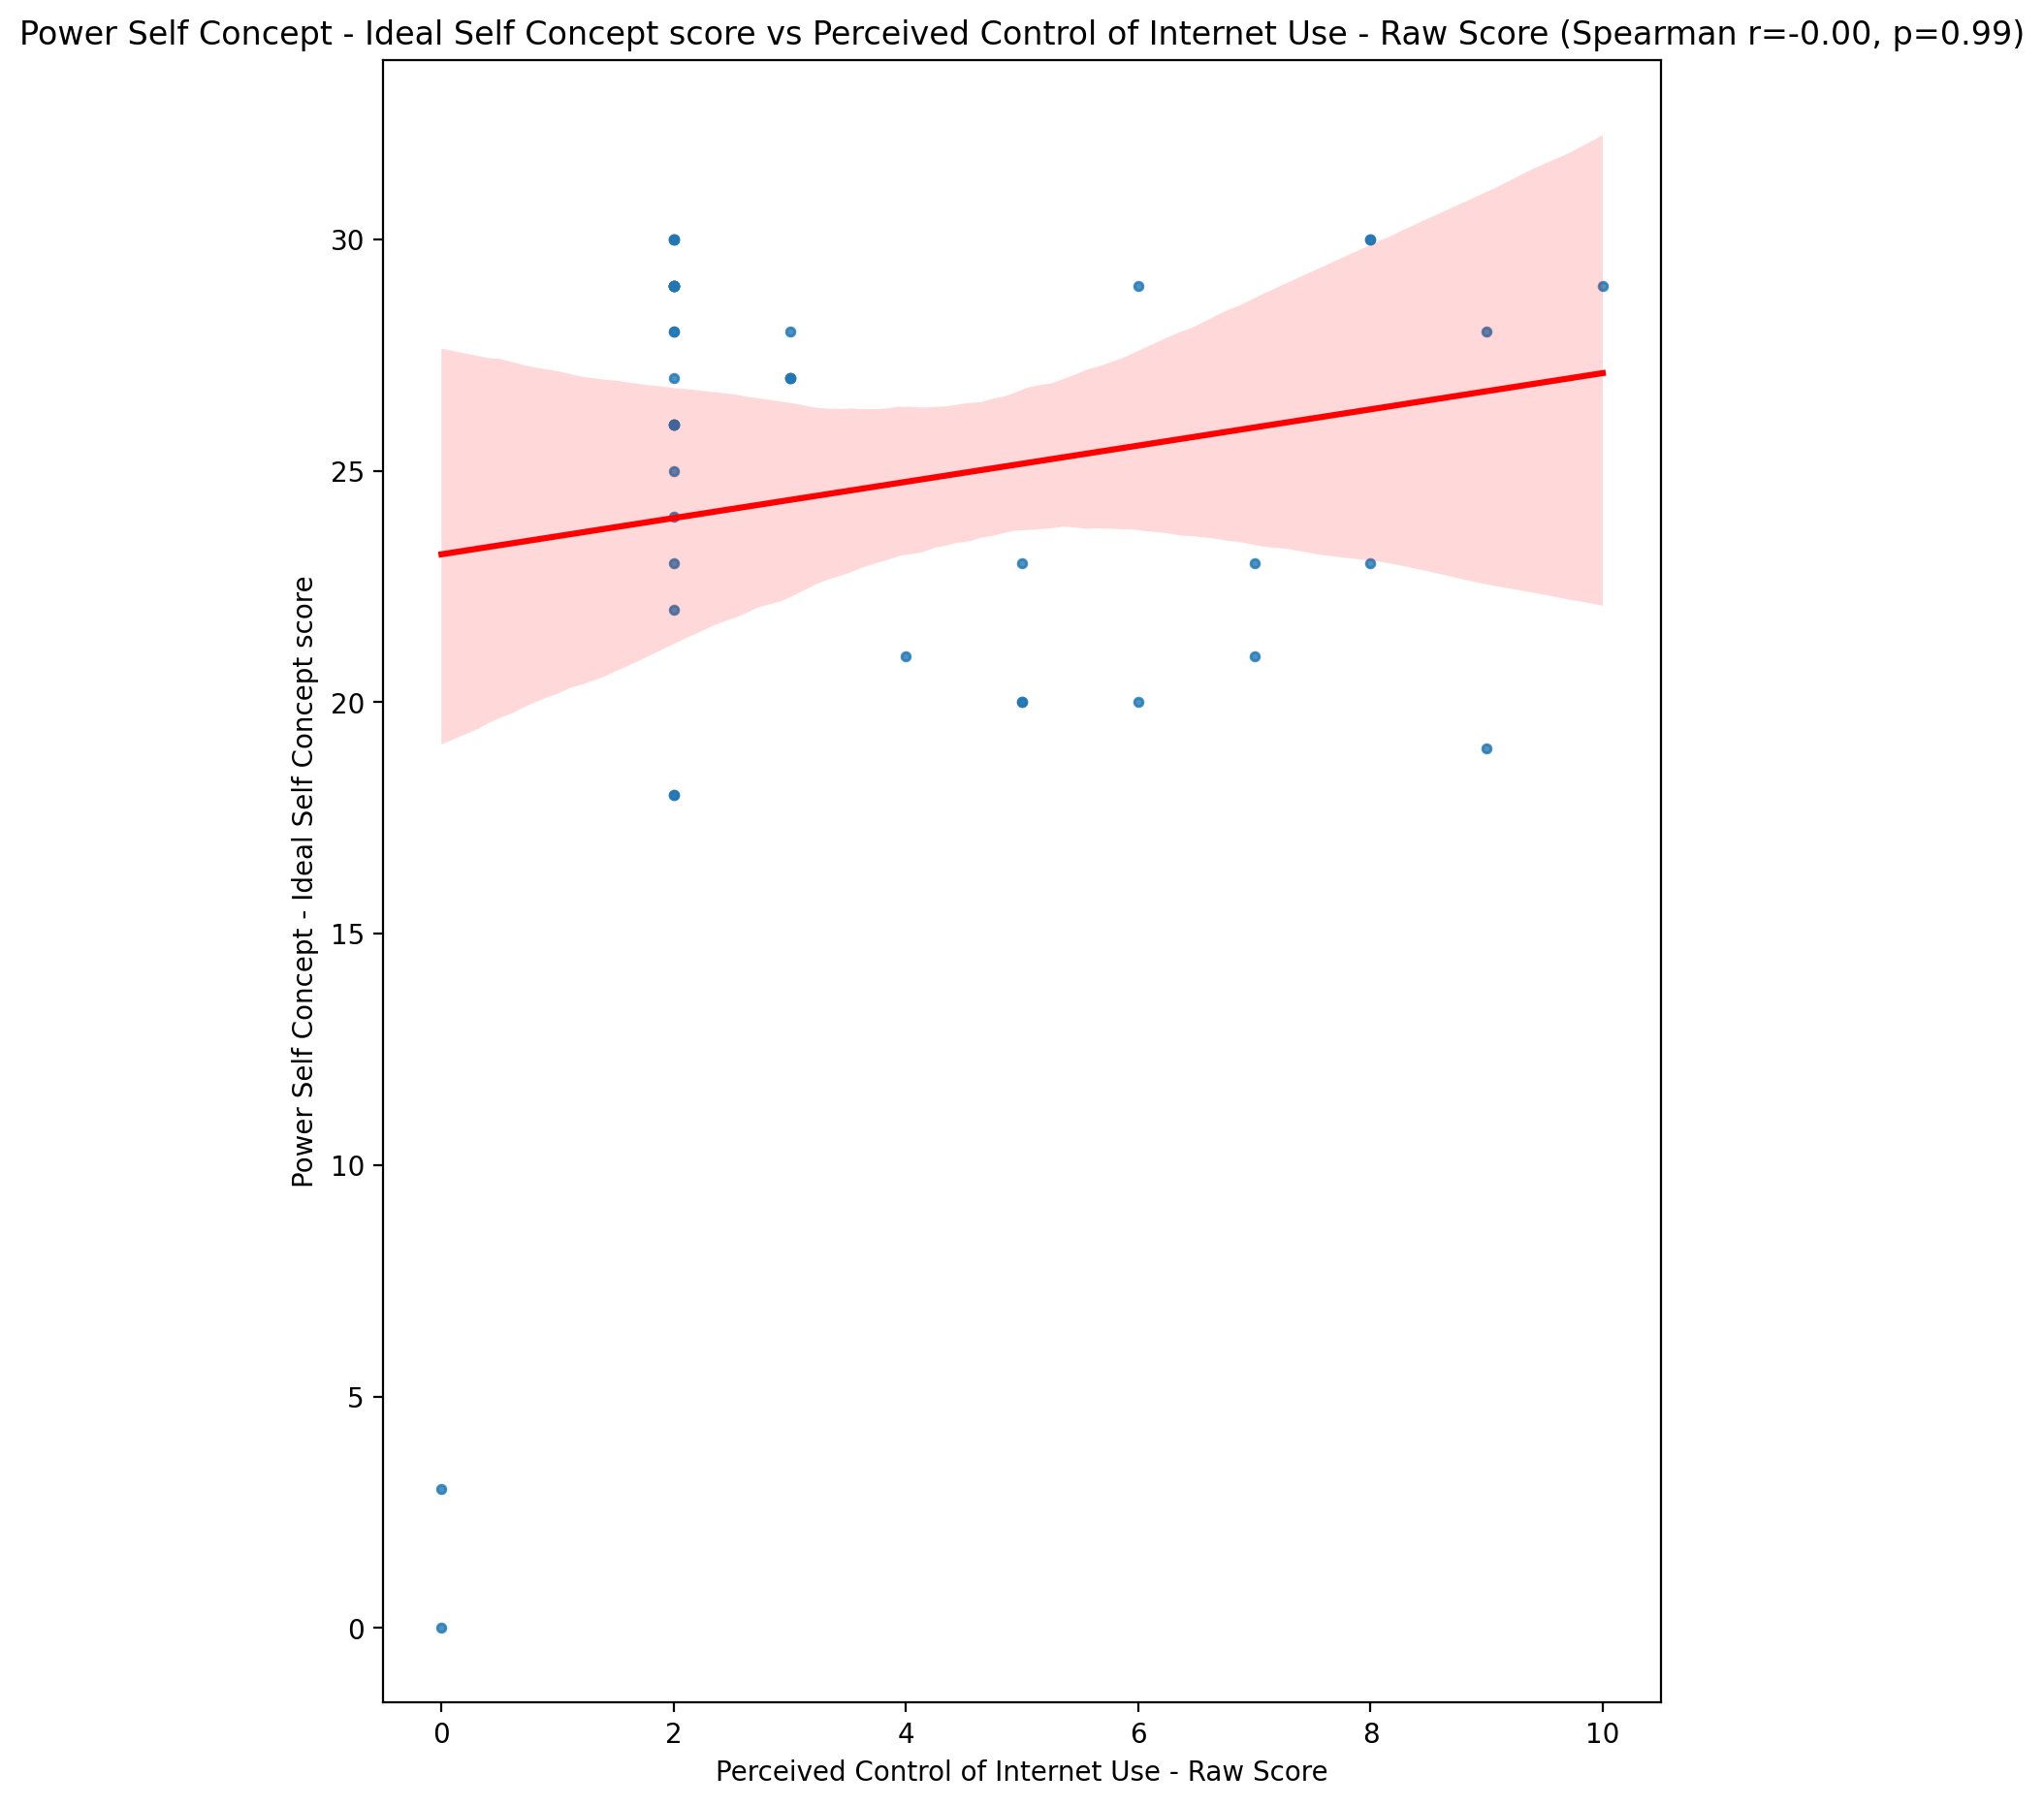 Power Self Concept - Ideal Self Concept score vs Perceived Control of Internet Use - Raw Score (Spearman r=-0.00, p=0.99)
Power Self Concept - Ideal Self Concept score
30
25
20
15
10
5
0
0 2 4 6 8 10
Perceived Control of Internet Use - Raw Score